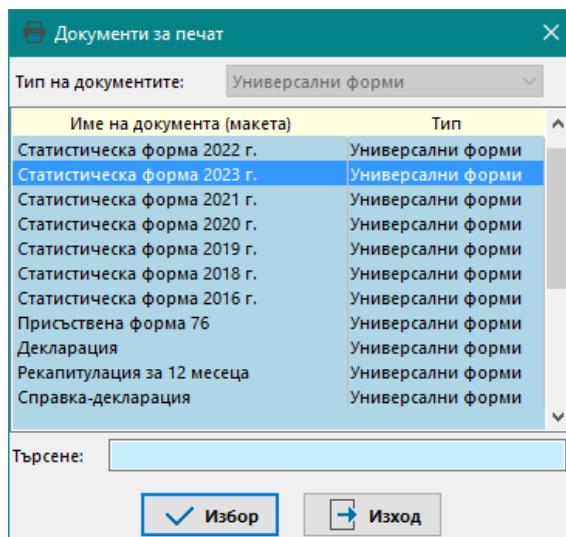 Документи за печат
Тип на документите: Универсални форми
Име на документа (макета) Тип
Статистическа форма 2022 г. Универсални форми
Статистическа форма 2023 г. Универсални форми
Статистическа форма 2021 г. Универсални форми
Статистическа форма 2020 г. Универсални форми
Статистическа форма 2019 г. Универсални форми
Статистическа форма 2018 г. Универсални форми
Статистическа форма 2016 г. Универсални форми
Присъствена форма 76 Универсални форми
Декларация Универсални форми
Рекапитулация за 12 месеца Универсални форми
Справка-декларация Универсални форми
Търсене:
Избор Изход